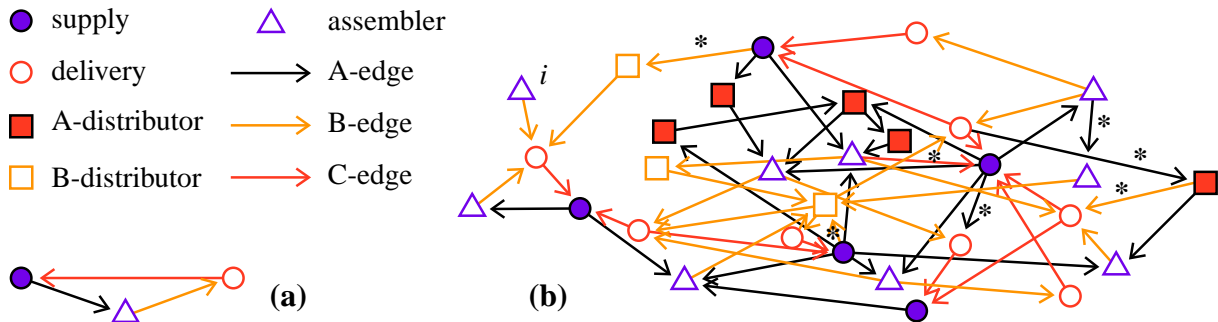 supply
assembler
delivery
A-edge
A-distributor
B-edge
B-distributor
C-edge
(a)
(b)
i
*
*
*
*
*
*
*
*